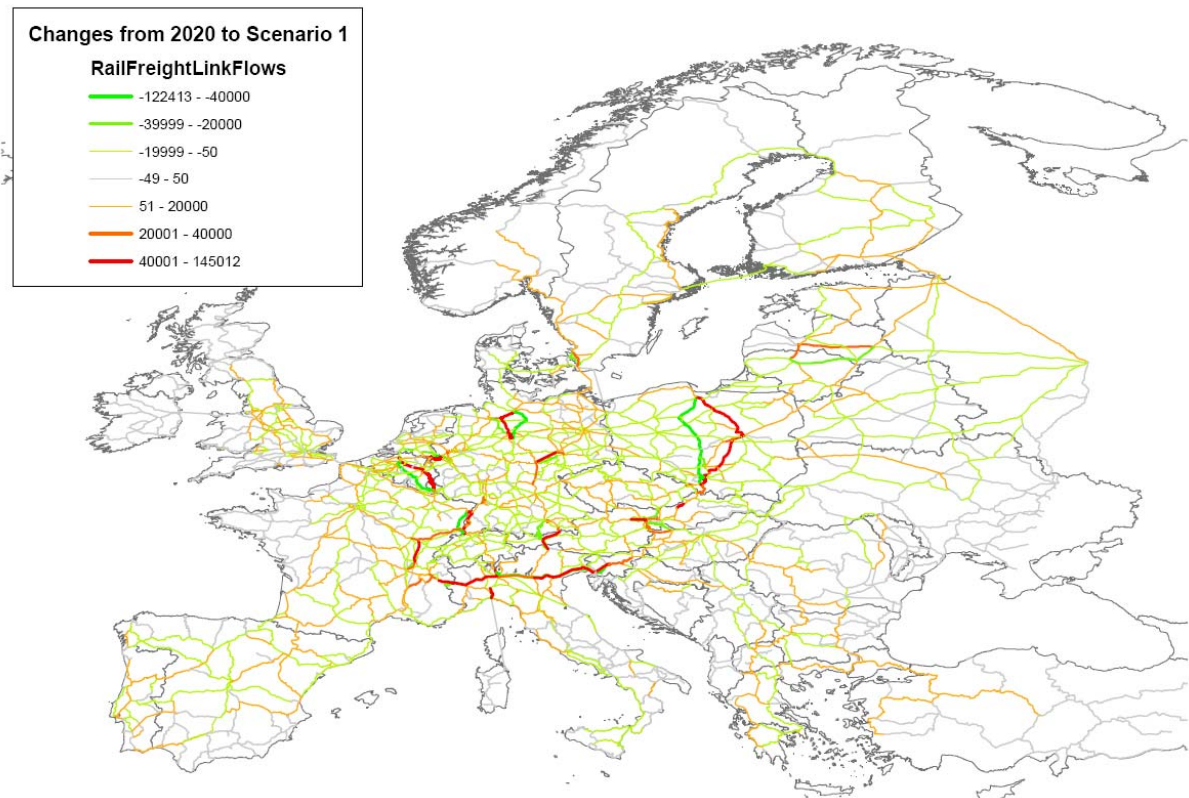 Changes from 2020 to Scenario 1
RailFreightLinkFlows
-122413 - -40000
-39999 - -20000
-19999 - -50
-49 - 50
51 - 20000
20001 - 40000
40001 - 145012